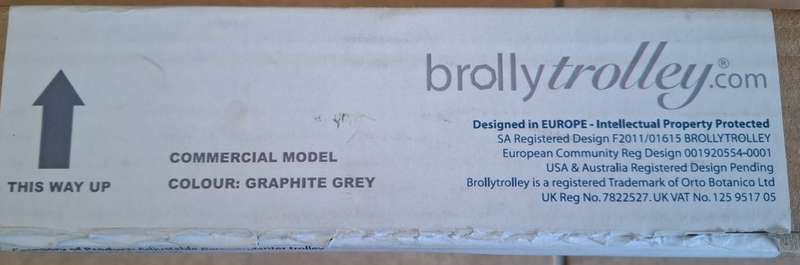 brollytrolley®.com
Designed in EUROPE - Intellectual Property Protected
SA Registered Design F2011/01615 BROLLYTROLLEY
European Community Reg Design 001920554-0001
USA & Australia Registered Design Pending
Brollytrolley is a registered Trademark of Orto Botanico Ltd
UK Reg No. 7822527. UK VAT No. 125 9517 05
COMMERCIAL MODEL
COLOUR: GRAPHITE GREY
THIS WAY UP